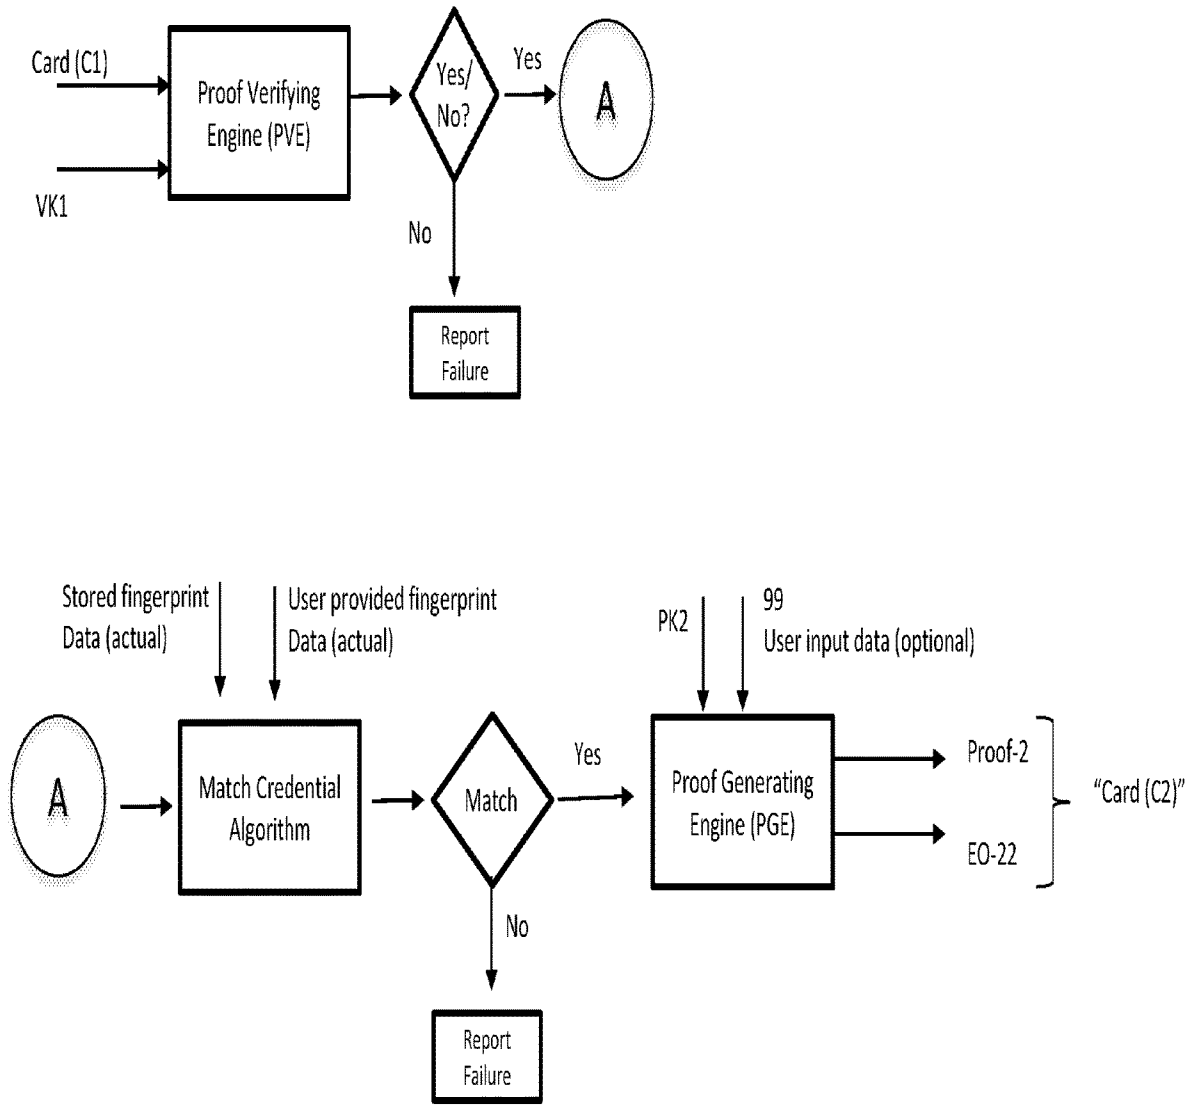 Card (C1)
VK1
Proof Verifying
Engine (PVE)
Yes/
No?
Yes
A
No
Report
Failure
Stored fingerprint
Data (actual)
User provided fingerprint
Data (actual)
A
Match Credential
Algorithm
Match
Yes
No
Report
Failure
PK2
99
User input data (optional)
Proof Generating
Engine (PGE)
Proof-2
EO-22
“Card (C2)”